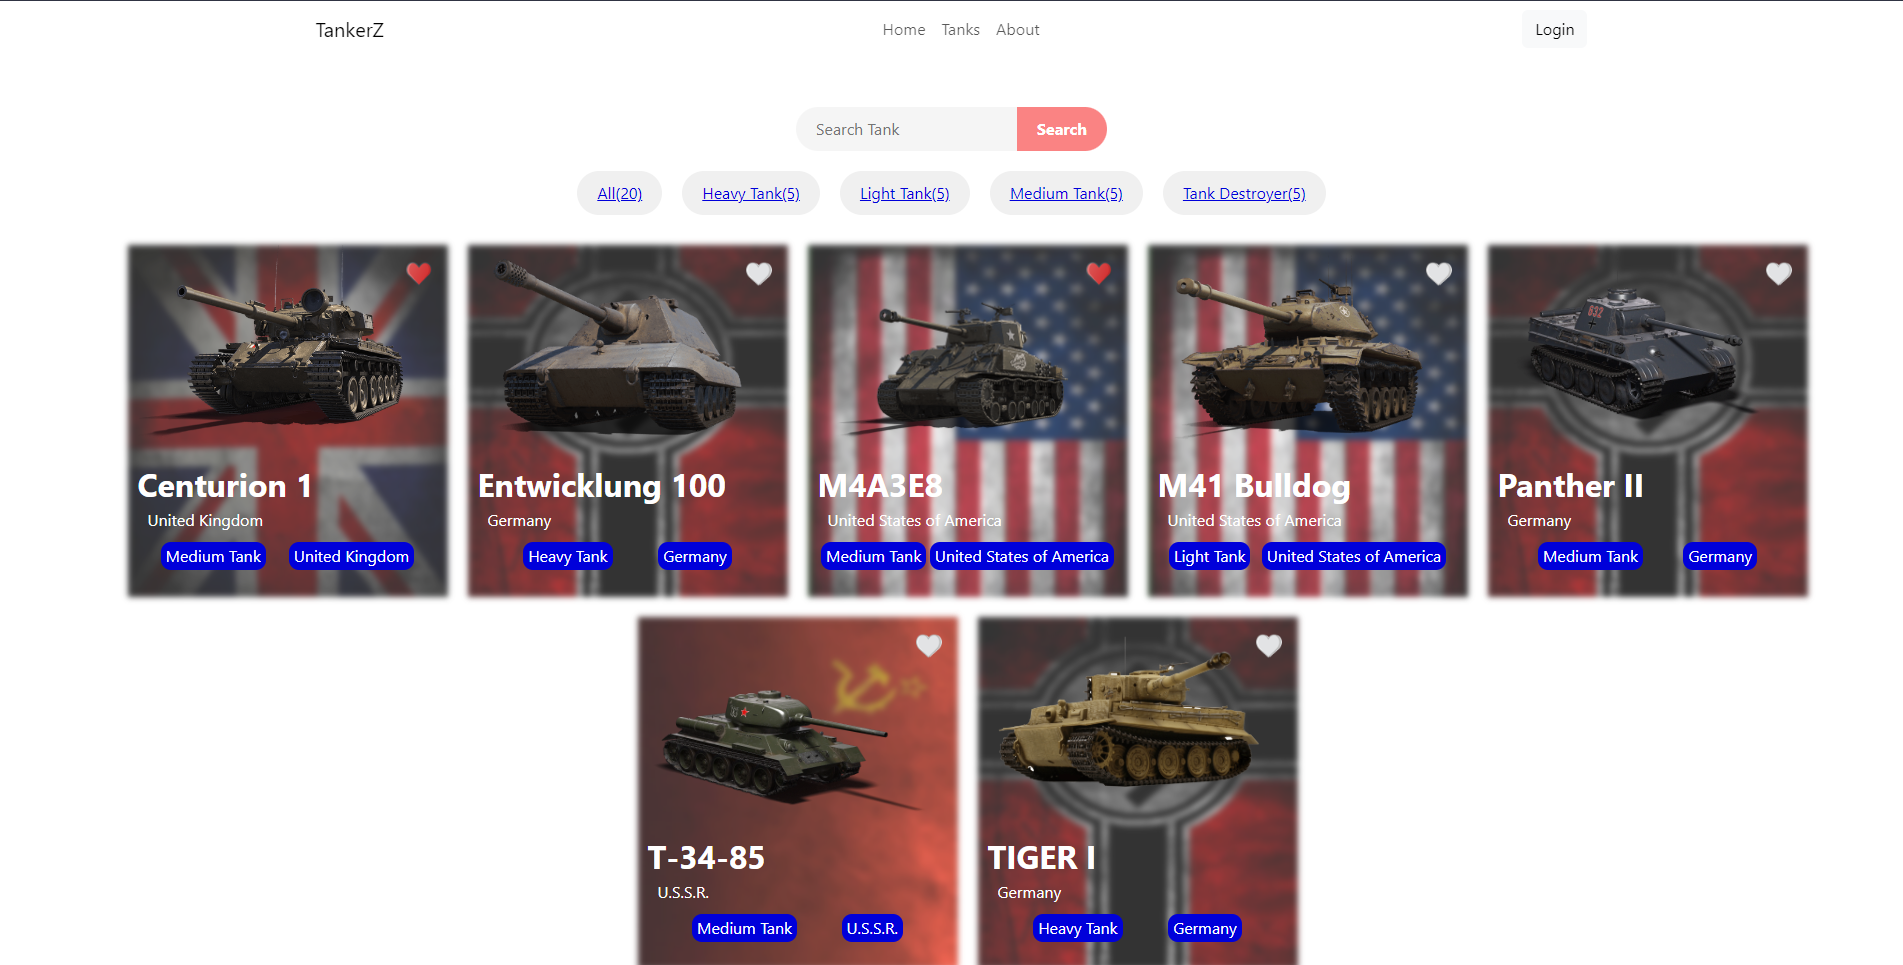 TankerZ Home Tanks About Login
Search Tank Search
All(20) Heavy Tank(5) Light Tank(5) Medium Tank(5) Tank Destroyer(5)
632
Centurion 1 Entwicklung 100 M4A3E8 M41 Bulldog Panther II
United Kingdom Germany United States of America United States of America Germany
Medium Tank United Kingdom Heavy Tank Germany Medium Tank United States of America Light Tank United States of America Medium Tank Germany
T-34-85 TIGER I
U.S.S.R. Germany
Medium Tank U.S.S.R. Heavy Tank Germany